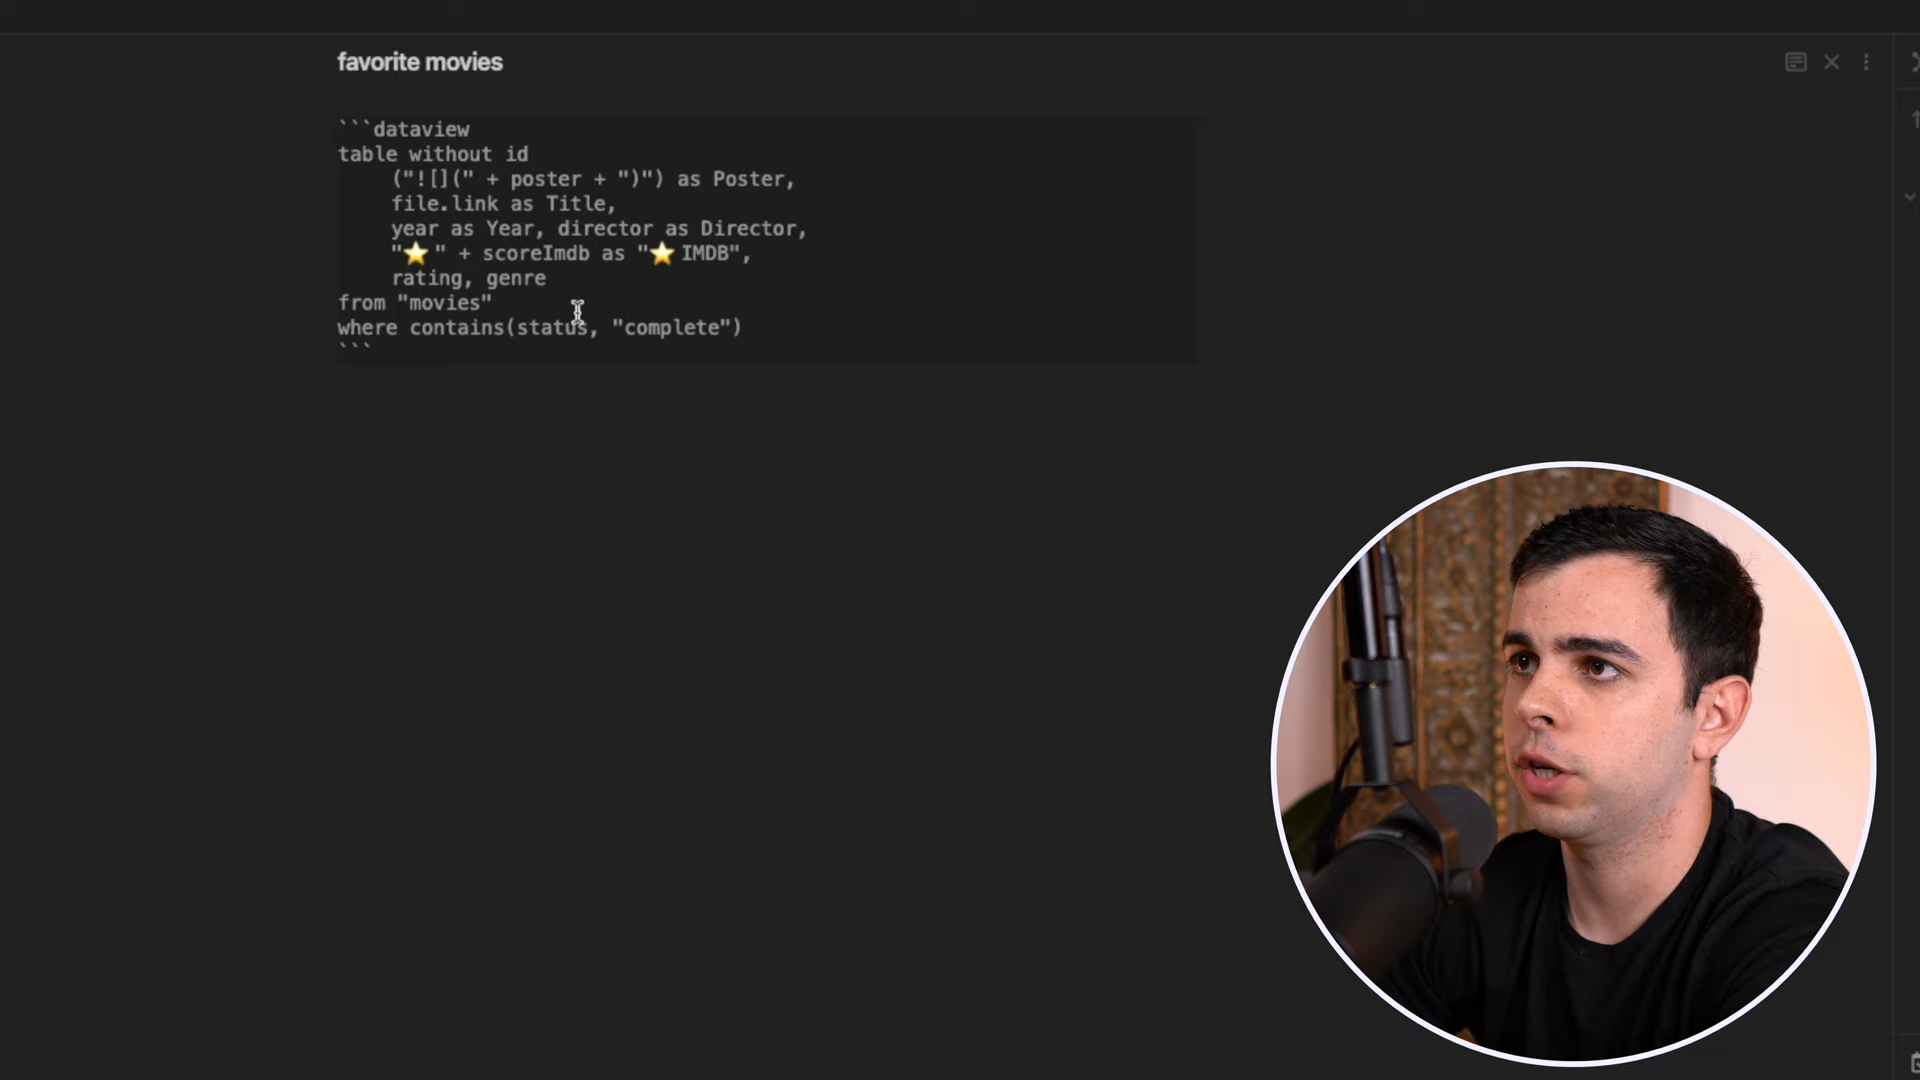 favorite movies
```dataview
table without id
("![](" + poster + ")") as Poster,
file.link as Title,
year as Year, director as Director,
"⭐ " + scoreImdb as "⭐ IMDB",
rating, genre
from "movies"
where contains(status, "complete")
```